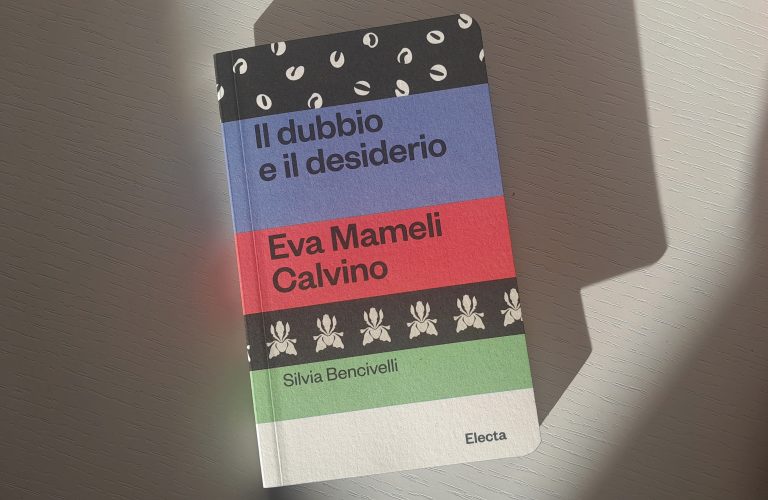 Il dubbio
e il desiderio
Eva Mameli
Calvino
Silvia Bencivelli
Electa